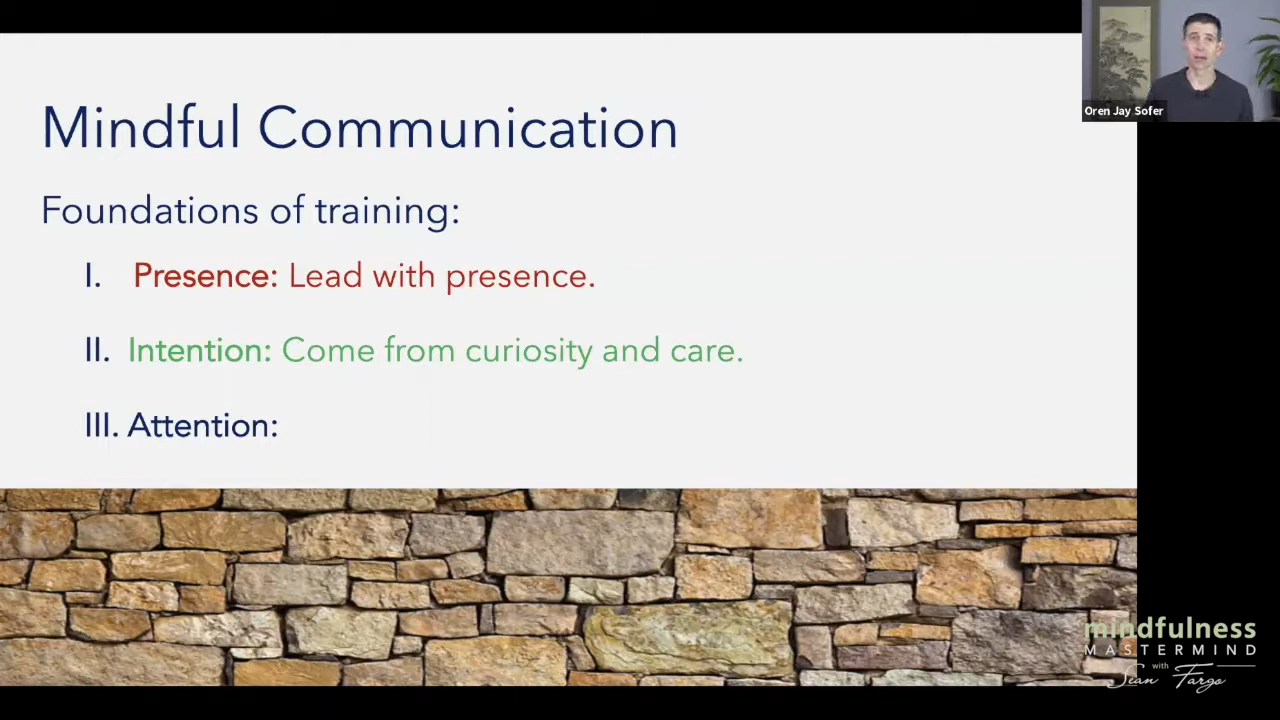 Mindful Communication
Foundations of training:
I. Presence: Lead with presence.
II. Intention: Come from curiosity and care.
III. Attention:
Oren Jay Sofer
mindfulness
MASTERMIND
with
Sean Fargo